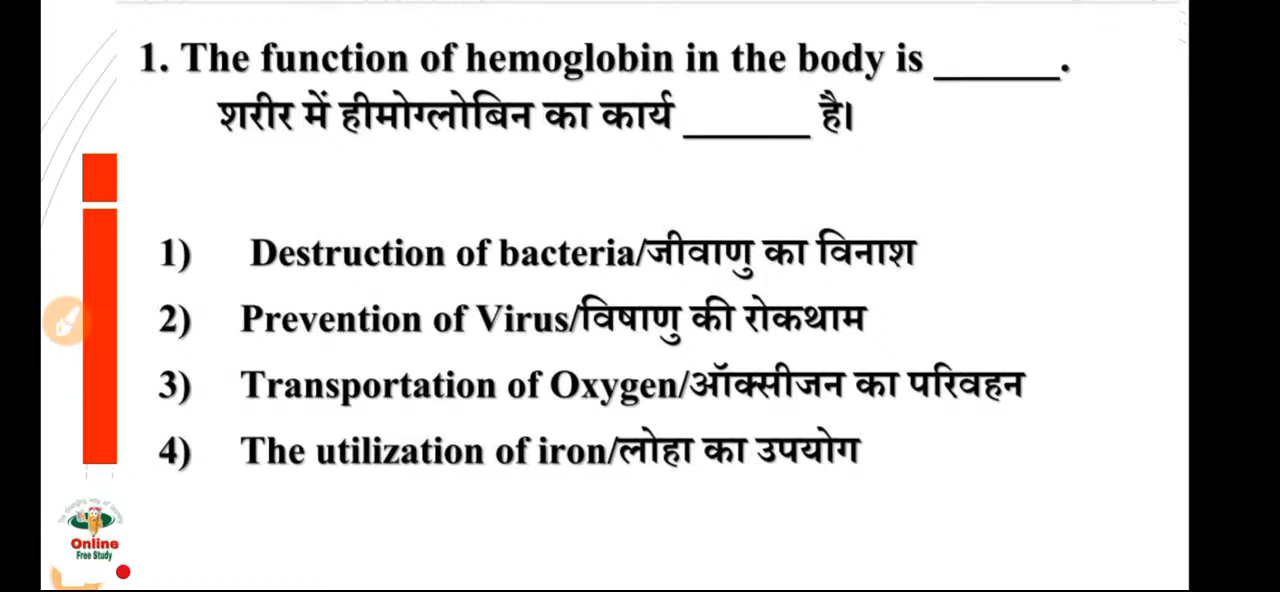 1. The function of hemoglobin in the body is ______.
शरीर में हीमोग्लोबिन का कार्य ______ है।
1) Destruction of bacteria/जीवाणु का विनाश
2) Prevention of Virus/विषाणु की रोकथाम
3) Transportation of Oxygen/ऑक्सीजन का परिवहन
4) The utilization of iron/लोहा का उपयोग
Online
Free Study